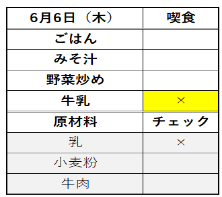 6月6日（木） 喫食
ごはん
みそ汁
野菜炒め
牛乳 ×
原材料 チェック
乳 ×
小麦粉
牛肉